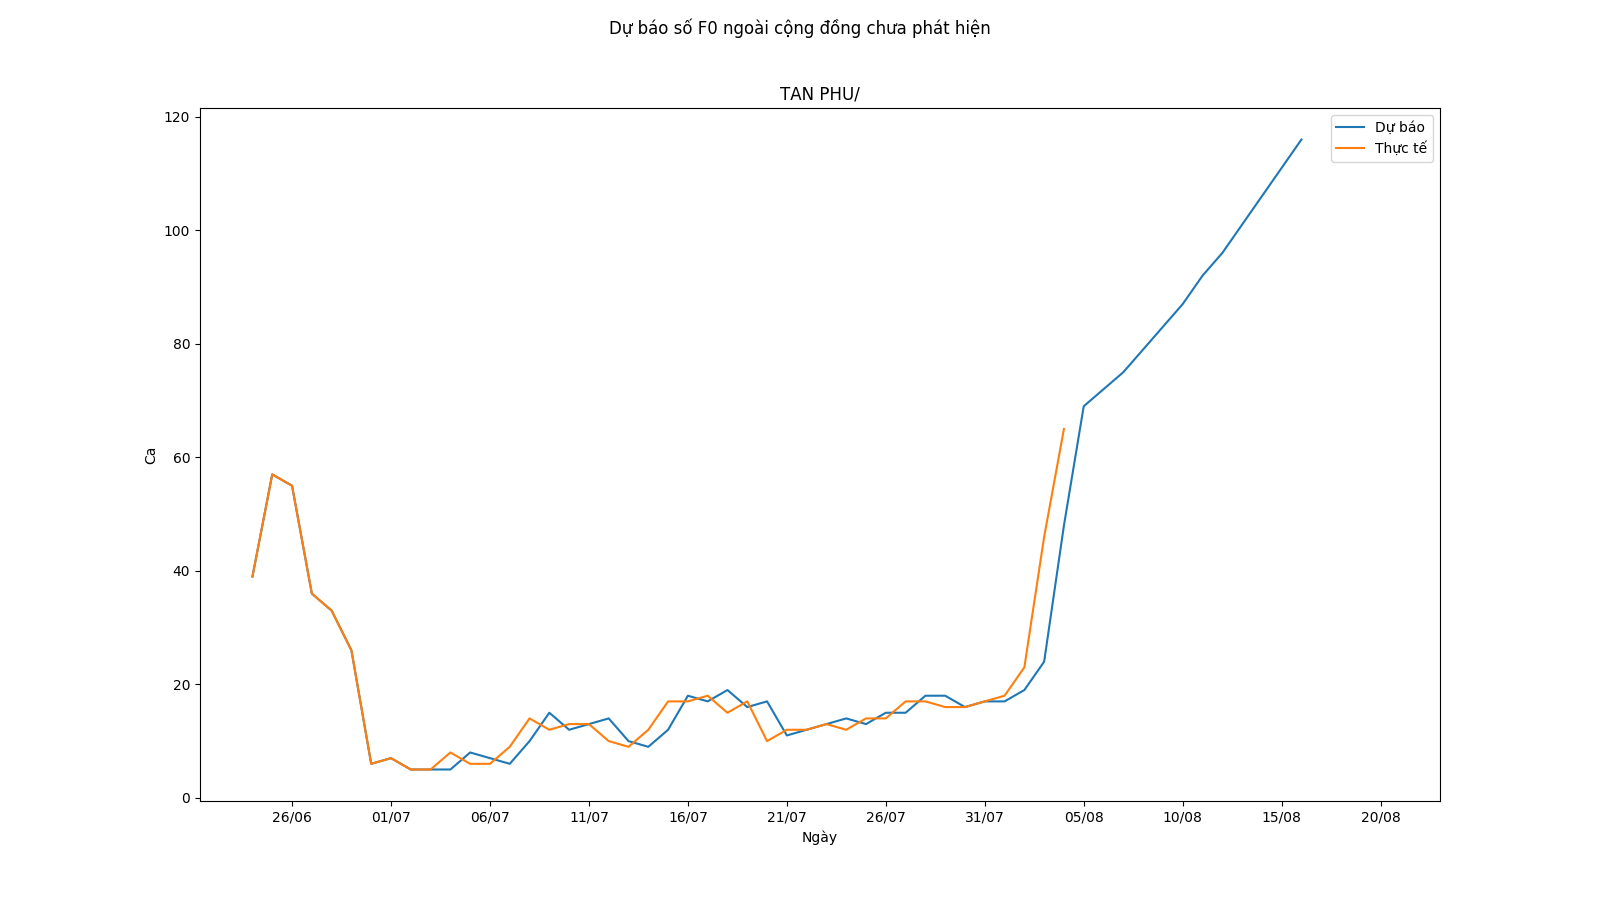 Dự báo số F0 ngoài cộng đồng chưa phát hiện
TAN PHU/
120
100
80
60
40
20
0
Ca
Dự báo
Thực tế
26/06 01/07 06/07 11/07 16/07 21/07 26/07 31/07 05/08 10/08 15/08 20/08
Ngày